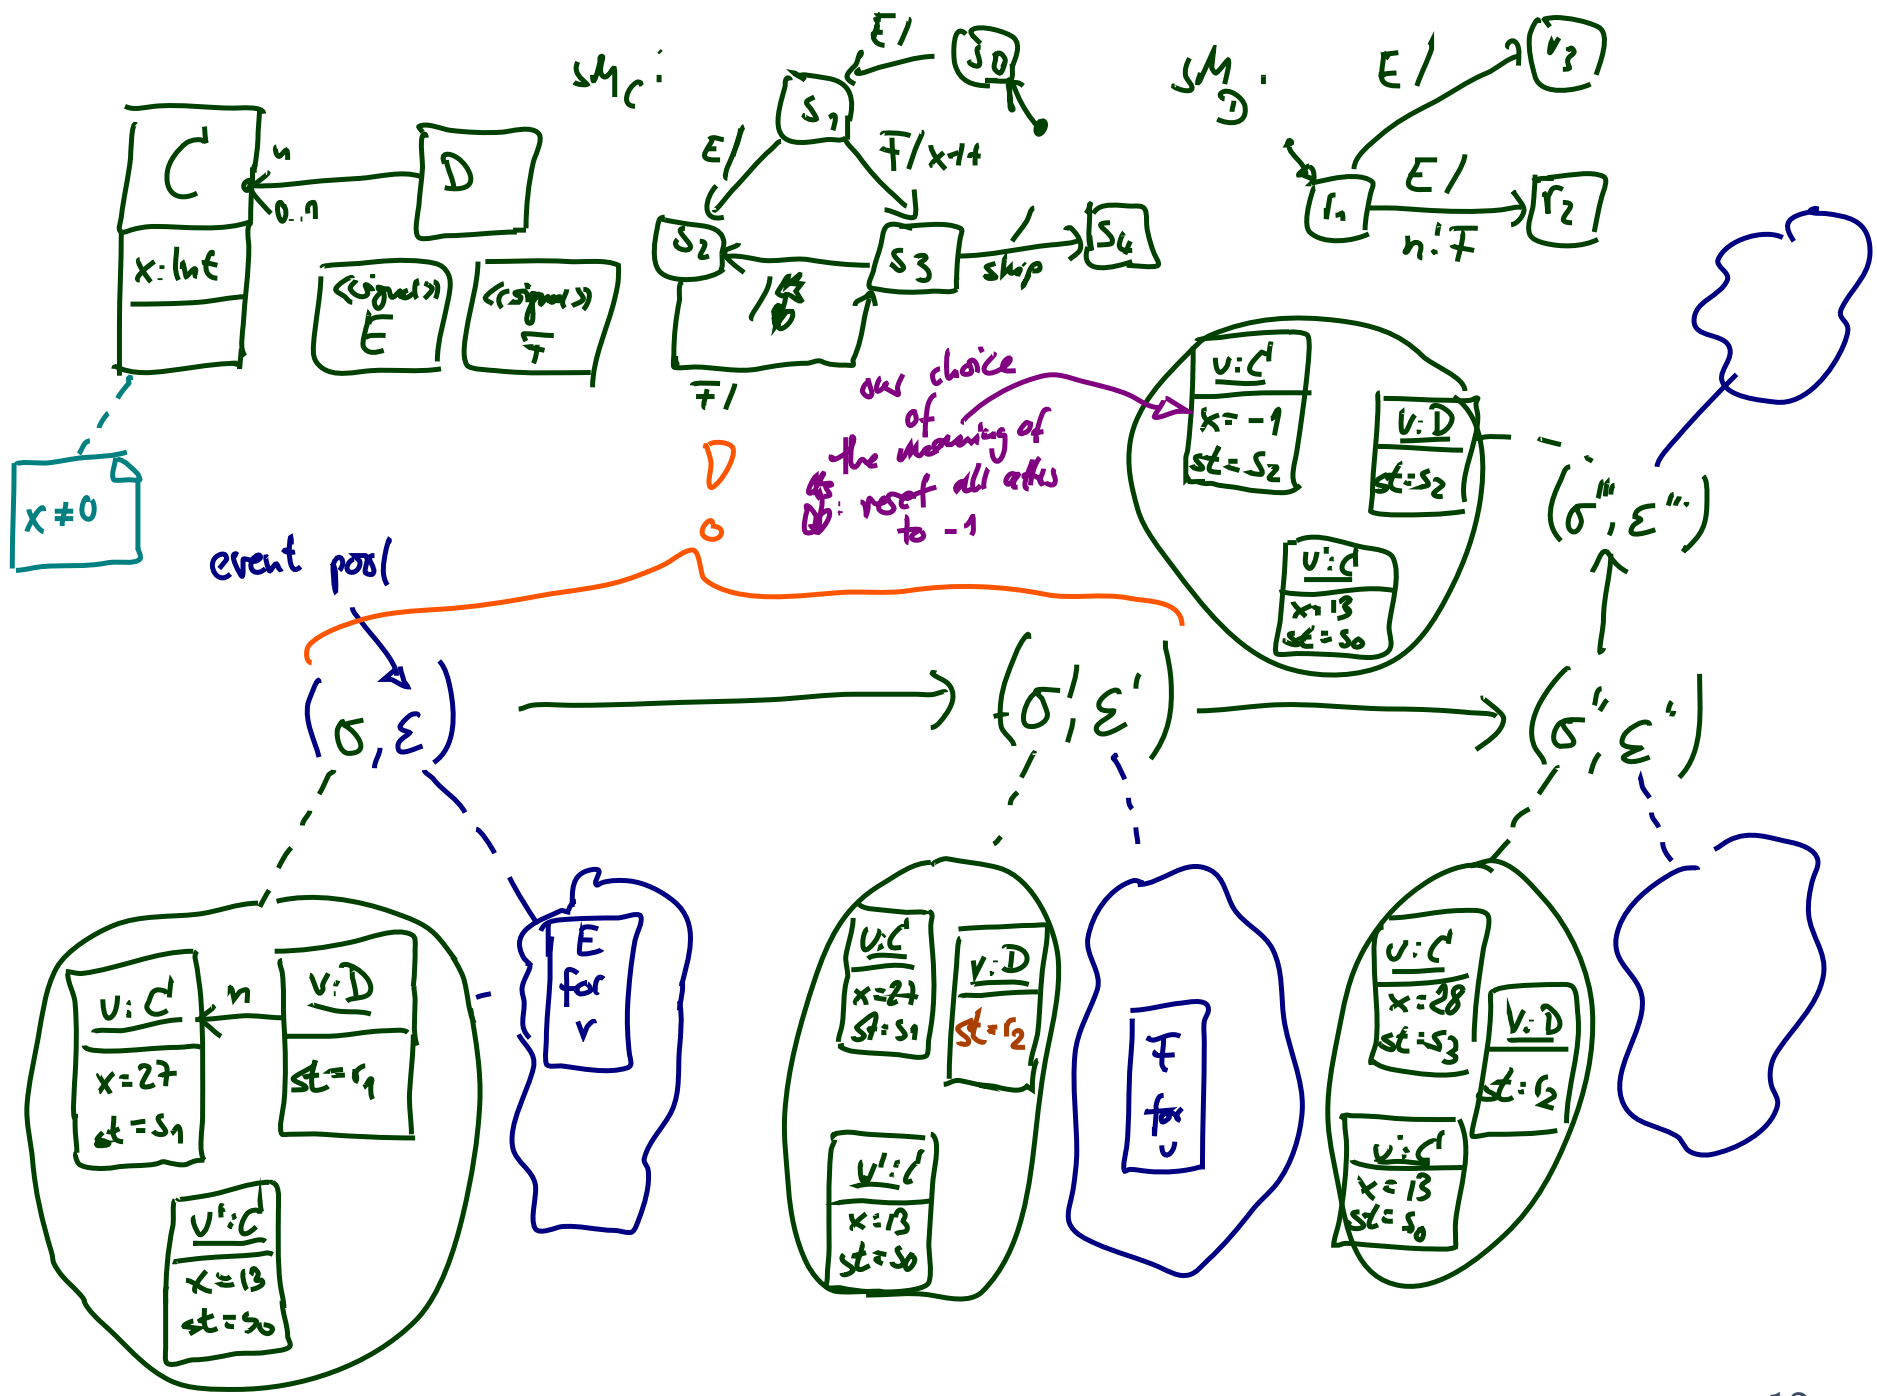 SM_C :
E/
s0
s1
E/
F/x++
s2
s3
/
skip
s4
/
F/
SM_D :
E/
r3
r1
E/
n!F
r2
C
x:Int
n
0..1
D
<<signal>>
E
<<signal>>
F
x≠0
our choice
of
the meaning of
reset all attrs
to -1
event pool
u:C
x=-1
st=s2
v:D
st=s2
u':C
x=13
st=s0
(σ''', ε''')
(σ, ε)
(σ', ε')
(σ'', ε'')
u:C
x=27
st=s1
n
v:D
st=r1
u':C
x=13
st=s0
E
for
v
u:C
x=27
st=s1
v:D
st=r2
u':C
x=13
st=s0
F
for
u
u:C
x=28
st=s3
v:D
st=r2
u:C
x=13
st=s0